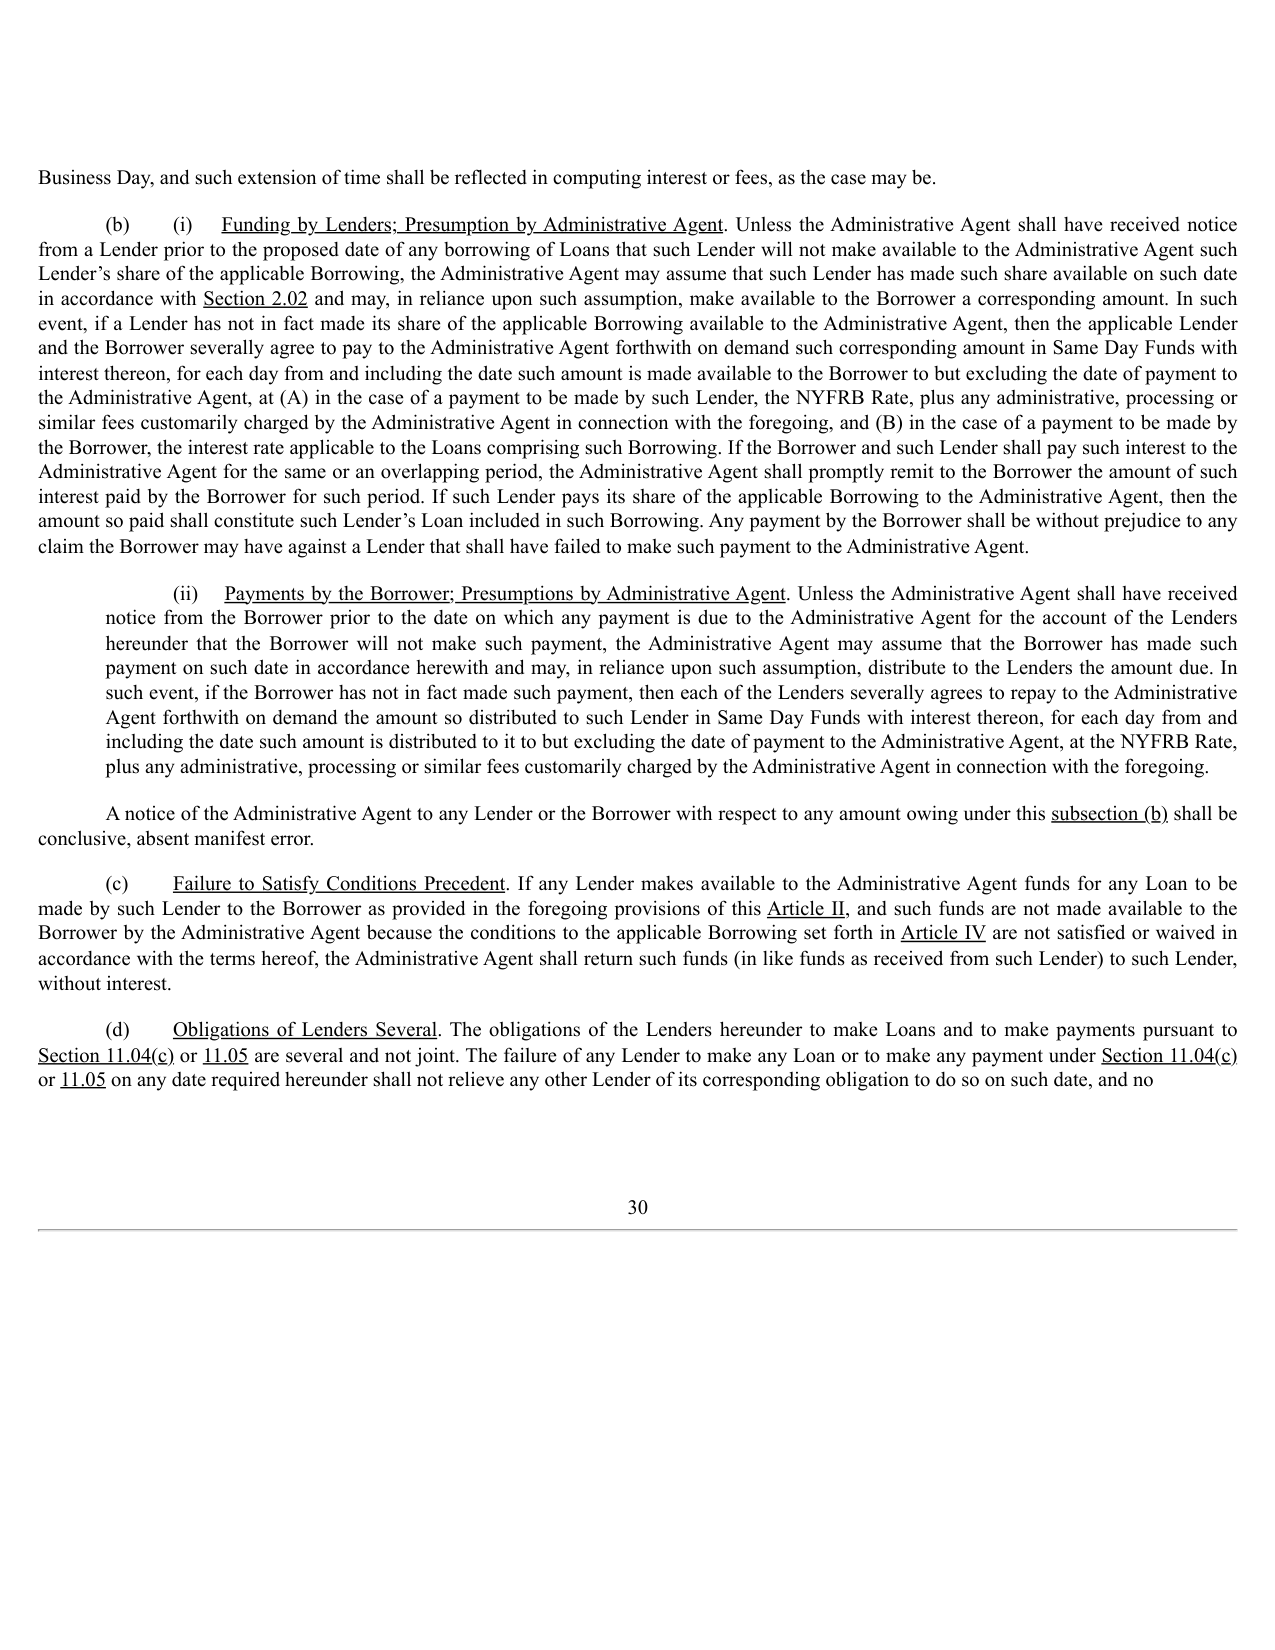 Business Day, and such extension of time shall be reflected in computing interest or fees, as the case may be.
(b) (i) Funding by Lenders; Presumption by Administrative Agent. Unless the Administrative Agent shall have received notice
from a Lender prior to the proposed date of any borrowing of Loans that such Lender will not make available to the Administrative Agent such
Lender’s share of the applicable Borrowing, the Administrative Agent may assume that such Lender has made such share available on such date
in accordance with Section 2.02 and may, in reliance upon such assumption, make available to the Borrower a corresponding amount. In such
event, if a Lender has not in fact made its share of the applicable Borrowing available to the Administrative Agent, then the applicable Lender
and the Borrower severally agree to pay to the Administrative Agent forthwith on demand such corresponding amount in Same Day Funds with
interest thereon, for each day from and including the date such amount is made available to the Borrower to but excluding the date of payment to
the Administrative Agent, at (A) in the case of a payment to be made by such Lender, the NYFRB Rate, plus any administrative, processing or
similar fees customarily charged by the Administrative Agent in connection with the foregoing, and (B) in the case of a payment to be made by
the Borrower, the interest rate applicable to the Loans comprising such Borrowing. If the Borrower and such Lender shall pay such interest to the
Administrative Agent for the same or an overlapping period, the Administrative Agent shall promptly remit to the Borrower the amount of such
interest paid by the Borrower for such period. If such Lender pays its share of the applicable Borrowing to the Administrative Agent, then the
amount so paid shall constitute such Lender’s Loan included in such Borrowing. Any payment by the Borrower shall be without prejudice to any
claim the Borrower may have against a Lender that shall have failed to make such payment to the Administrative Agent.
(ii) Payments by the Borrower; Presumptions by Administrative Agent. Unless the Administrative Agent shall have received
notice from the Borrower prior to the date on which any payment is due to the Administrative Agent for the account of the Lenders
hereunder that the Borrower will not make such payment, the Administrative Agent may assume that the Borrower has made such
payment on such date in accordance herewith and may, in reliance upon such assumption, distribute to the Lenders the amount due. In
such event, if the Borrower has not in fact made such payment, then each of the Lenders severally agrees to repay to the Administrative
Agent forthwith on demand the amount so distributed to such Lender in Same Day Funds with interest thereon, for each day from and
including the date such amount is distributed to it to but excluding the date of payment to the Administrative Agent, at the NYFRB Rate,
plus any administrative, processing or similar fees customarily charged by the Administrative Agent in connection with the foregoing.
A notice of the Administrative Agent to any Lender or the Borrower with respect to any amount owing under this subsection (b) shall be
conclusive, absent manifest error.
(c) Failure to Satisfy Conditions Precedent. If any Lender makes available to the Administrative Agent funds for any Loan to be
made by such Lender to the Borrower as provided in the foregoing provisions of this Article II, and such funds are not made available to the
Borrower by the Administrative Agent because the conditions to the applicable Borrowing set forth in Article IV are not satisfied or waived in
accordance with the terms hereof, the Administrative Agent shall return such funds (in like funds as received from such Lender) to such Lender,
without interest.
(d) Obligations of Lenders Several. The obligations of the Lenders hereunder to make Loans and to make payments pursuant to
Section 11.04(c) or 11.05 are several and not joint. The failure of any Lender to make any Loan or to make any payment under Section 11.04(c)
or 11.05 on any date required hereunder shall not relieve any other Lender of its corresponding obligation to do so on such date, and no
30